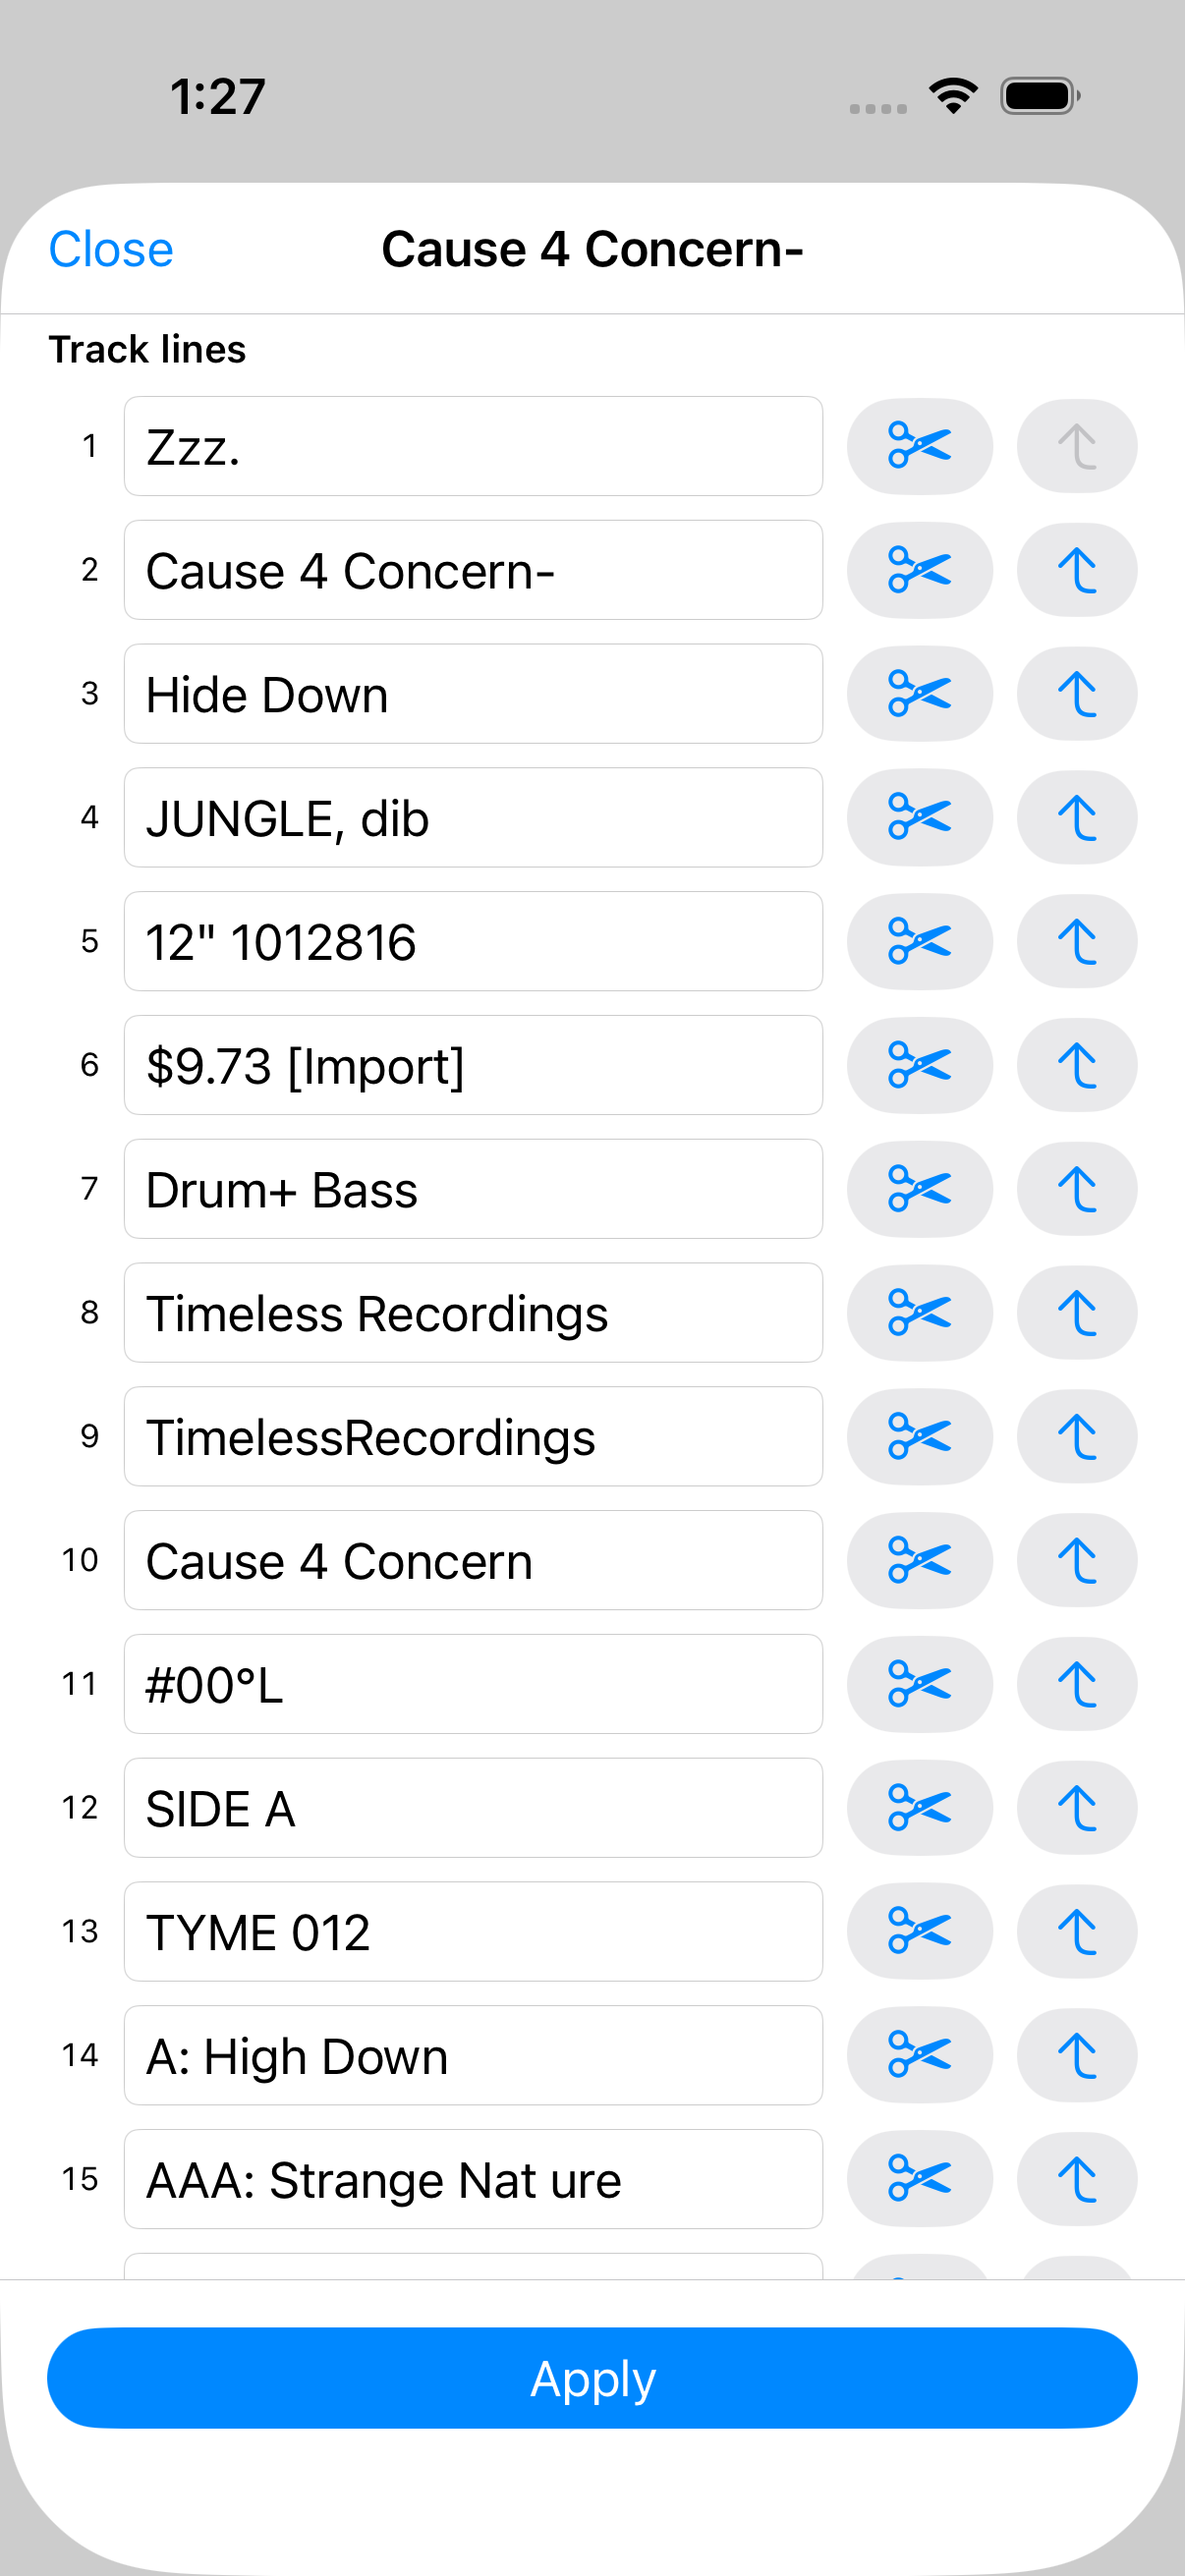 1:27
Close
Cause 4 Concern-
Track lines
1 Zzz.
2 Cause 4 Concern-
3 Hide Down
4 JUNGLE, dib
5 12" 1012816
6 $9.73 [Import]
7 Drum+ Bass
8 Timeless Recordings
9 TimelessRecordings
10 Cause 4 Concern
11 #00°L
12 SIDE A
13 TYME 012
14 A: High Down
15 AAA: Strange Nat ure
Apply